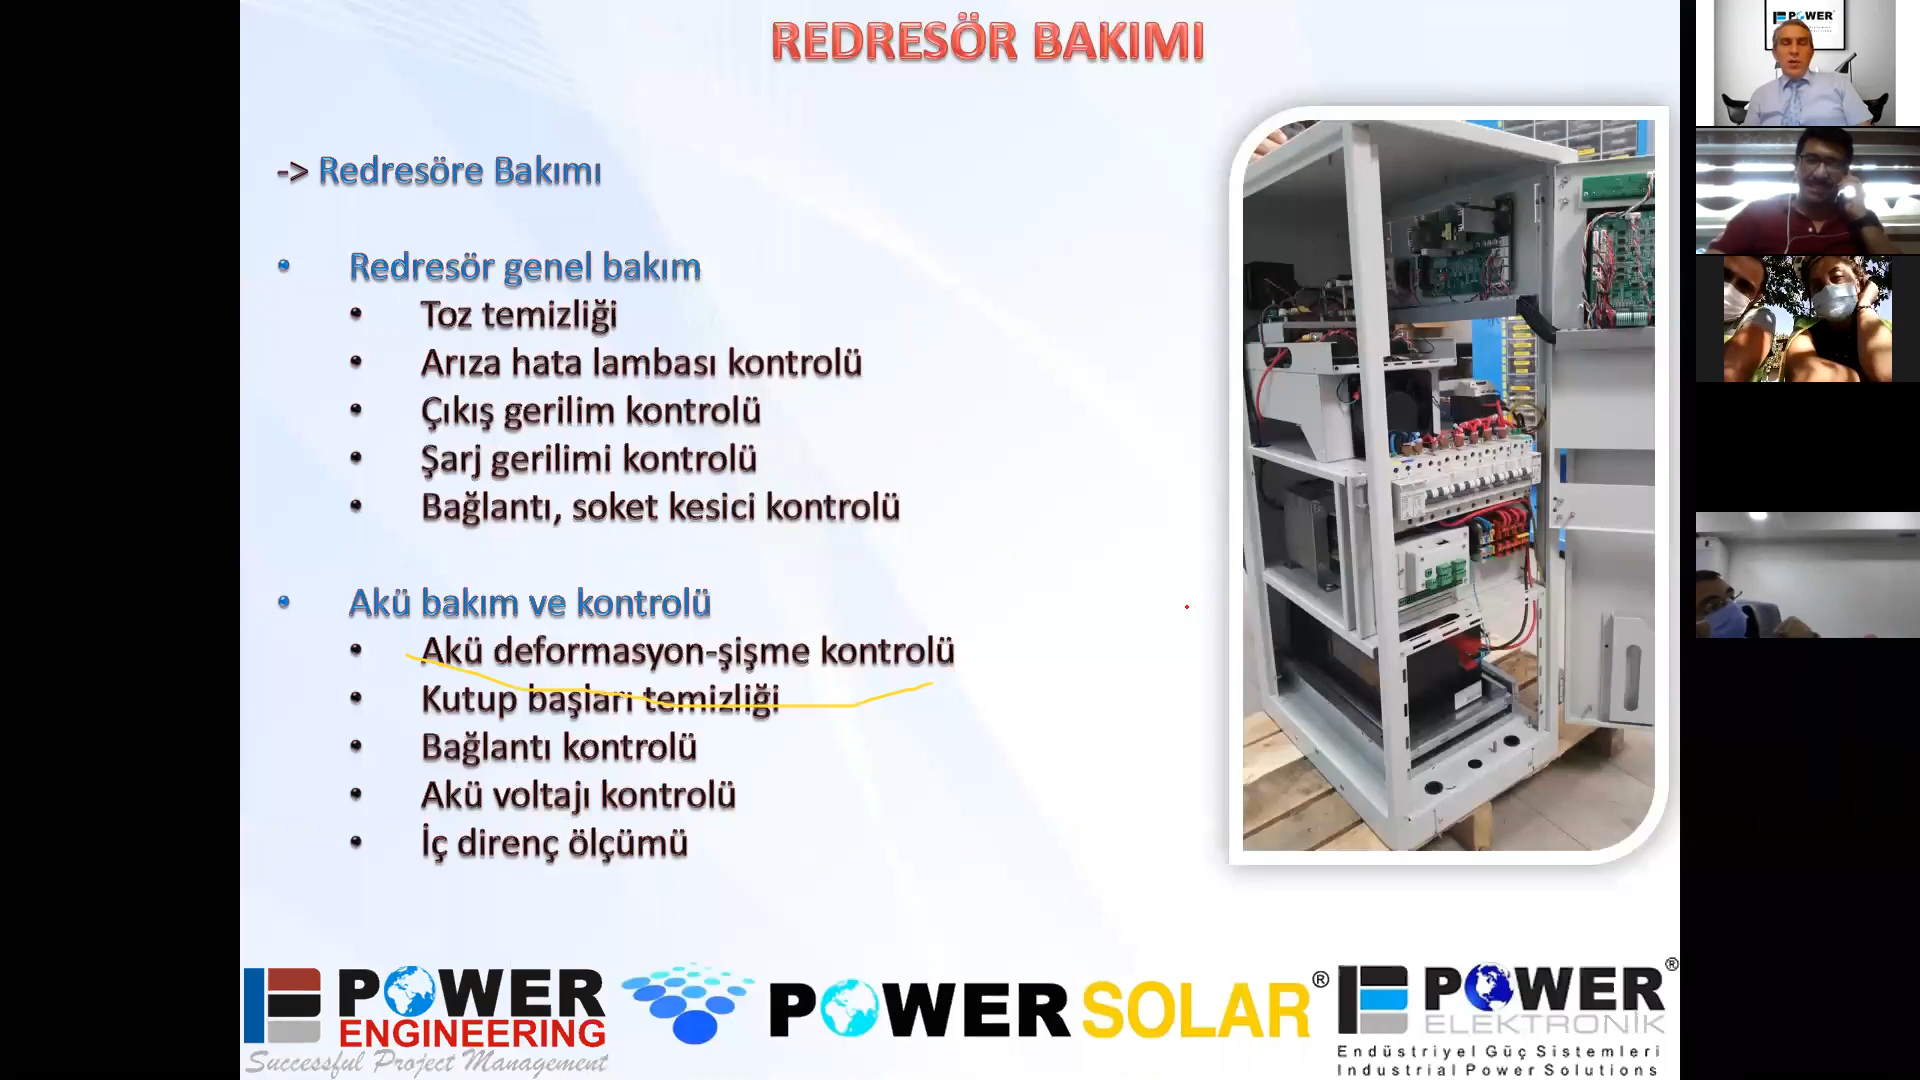 REDRESÖR BAKIMI
-> Redresöre Bakımı
• Redresör genel bakım
• Toz temizliği
• Arıza hata lambası kontrolü
• Çıkış gerilim kontrolü
• Şarj gerilimi kontrolü
• Bağlantı, soket kesici kontrolü
• Akü bakım ve kontrolü
• Akü deformasyon-şişme kontrolü
• Kutup başları temizliği
• Bağlantı kontrolü
• Akü voltajı kontrolü
• İç direnç ölçümü
POWER
ENGINEERING
Successful Project Management
POWER SOLAR®
POWER®
ELEKTRONİK
Endüstriyel Güç Sistemleri
Industrial Power Solutions
POWER